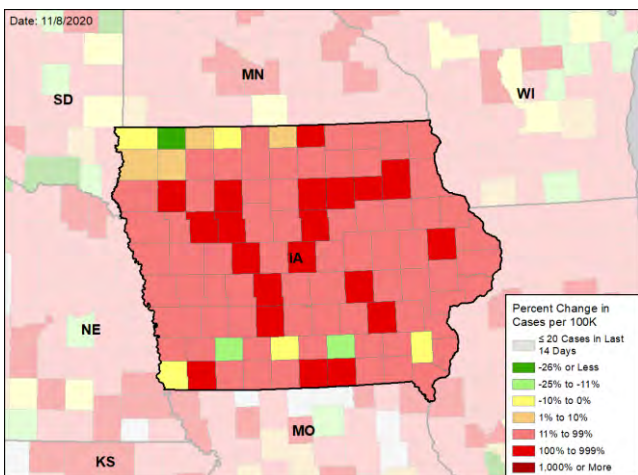 Date: 11/8/2020
MN
SD
WI
IA
NE
MO
KS
Percent Change in
Cases per 100K
≤ 20 Cases in Last
14 Days
-26% or Less
-25% to -11%
-10% to 0%
1% to 10%
11% to 99%
100% to 999%
1,000% or More